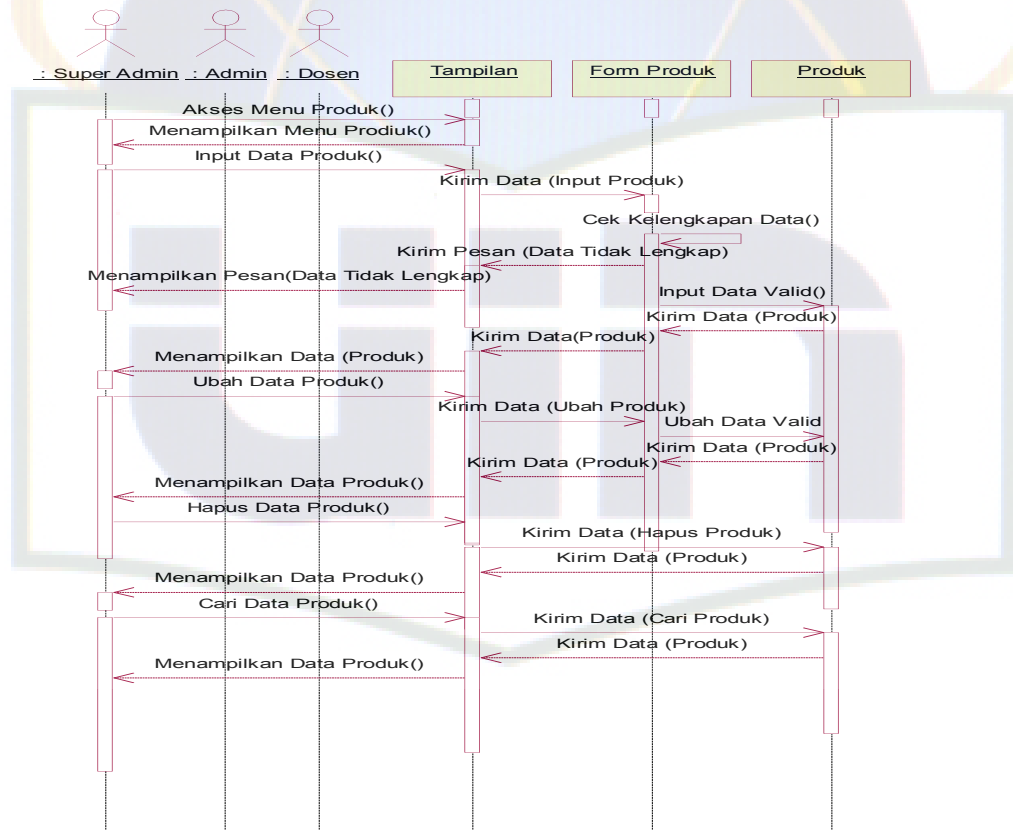 : Super Admin : Admin : Dosen Tampilan Form Produk Produk
Akses Menu Produk()
Menampilkan Menu Prodiuk()
Input Data Produk()
Kirim Data (Input Produk)
Cek Kelengkapan Data()
Kirim Pesan (Data Tidak Lengkap)
Menampilkan Pesan(Data Tidak Lengkap)
Input Data Valid()
Kirim Data (Produk)
Kirim Data(Produk)
Menampilkan Data (Produk)
Ubah Data Produk()
Kirim Data (Ubah Produk)
Ubah Data Valid
Kirim Data (Produk)
Kirim Data (Produk)
Menampilkan Data Produk()
Hapus Data Produk()
Kirim Data (Hapus Produk)
Kirim Data (Produk)
Menampilkan Data Produk()
Cari Data Produk()
Kirim Data (Cari Produk)
Kirim Data (Produk)
Menampilkan Data Produk()
uin